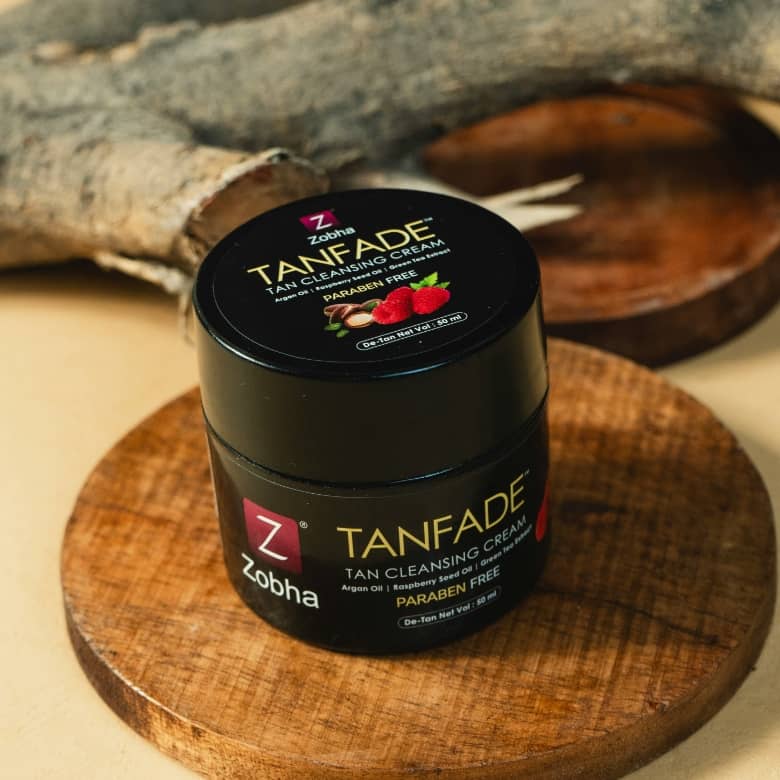 Z
Zobha
TANFADE™
TAN CLEANSING CREAM
Argan Oil | Raspberry Seed Oil | Green Tea Extract
PARABEN FREE
De-Tan Net Vol : 50 ml
Z®
Zobha
TANFADE™
TAN CLEANSING CREAM
Argan Oil | Raspberry Seed Oil | Green Tea Extract
PARABEN FREE
De-Tan Net Vol : 50 ml